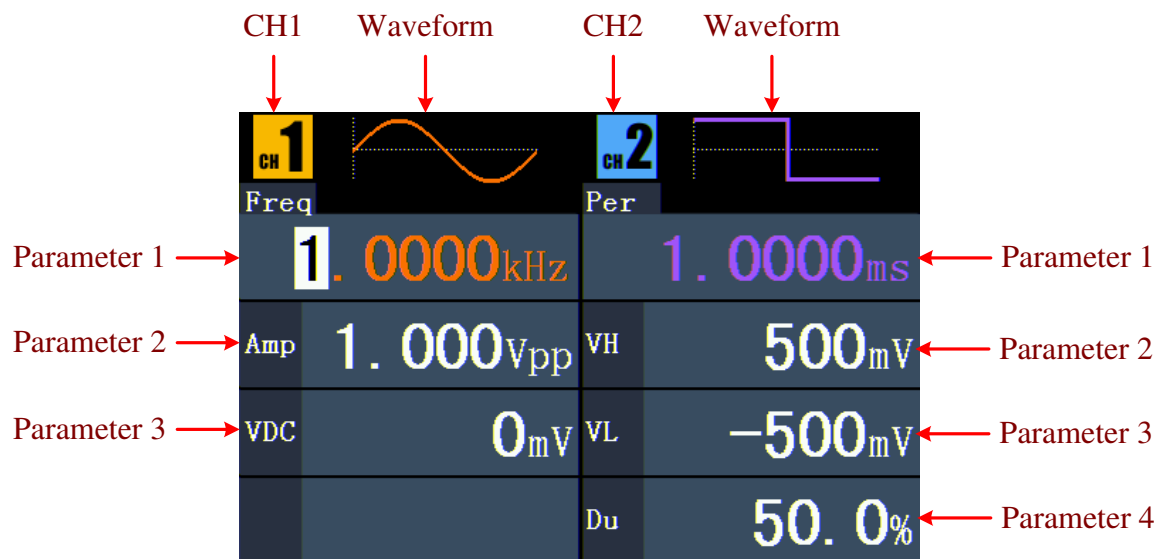 CH1 Waveform CH2 Waveform
CH 1 CH 2
Freq Per
Parameter 1 1.0000kHz 1.0000ms Parameter 1
Parameter 2 Amp 1.000Vpp VH 500mV Parameter 2
Parameter 3 VDC 0mV VL -500mV Parameter 3
Du 50.0% Parameter 4